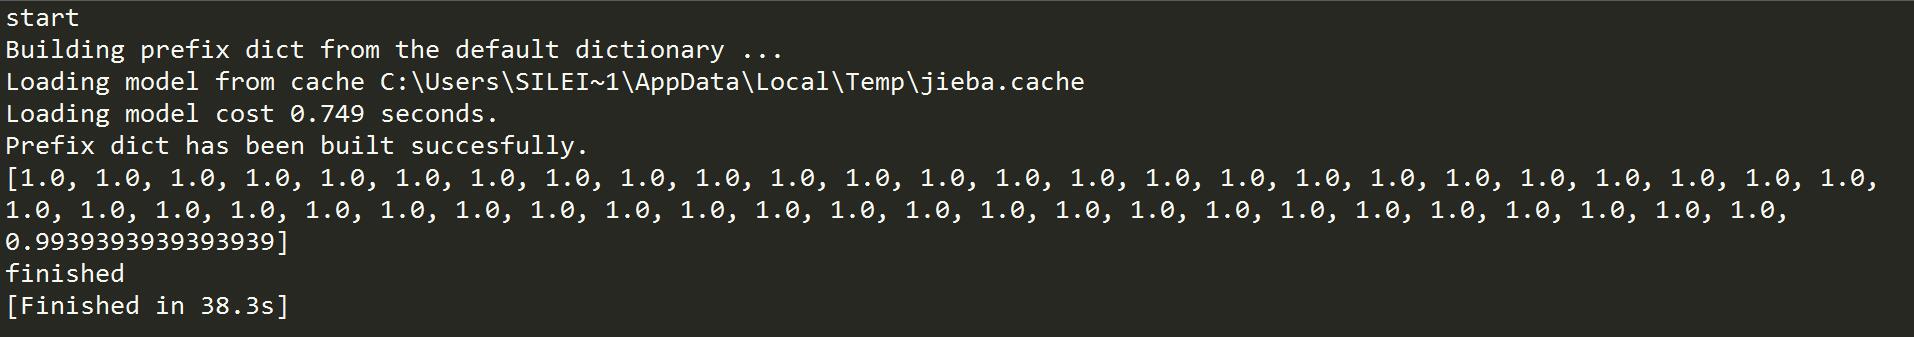 start
Building prefix dict from the default dictionary ...
Loading model from cache C:\Users\SILEI~1\AppData\Local\Temp\jieba.cache
Loading model cost 0.749 seconds.
Prefix dict has been built succesfully.
[1.0, 1.0, 1.0, 1.0, 1.0, 1.0, 1.0, 1.0, 1.0, 1.0, 1.0, 1.0, 1.0, 1.0, 1.0, 1.0, 1.0, 1.0, 1.0, 1.0, 1.0, 1.0, 1.0, 1.0, 1.0,
1.0, 1.0, 1.0, 1.0, 1.0, 1.0, 1.0, 1.0, 1.0, 1.0, 1.0, 1.0, 1.0, 1.0, 1.0, 1.0, 1.0, 1.0, 1.0, 1.0, 1.0, 1.0, 1.0, 1.0,
0.9939393939393939]
finished
[Finished in 38.3s]